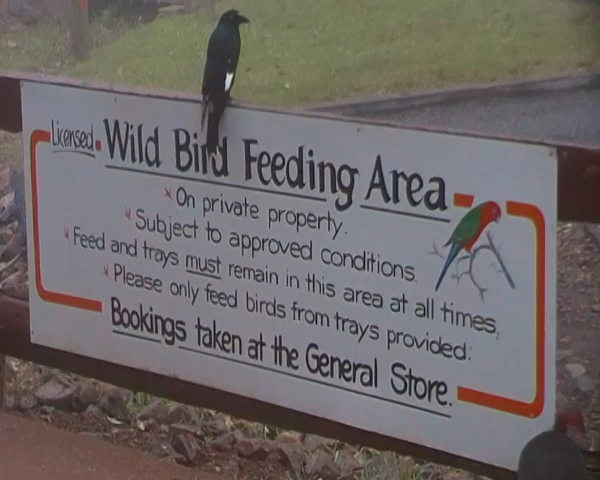 Licensed Wild Bird Feeding Area
On private property.
Subject to approved conditions.
Feed and trays must remain in this area at all times,
Please only feed birds from trays provided.
Bookings taken at the General Store.